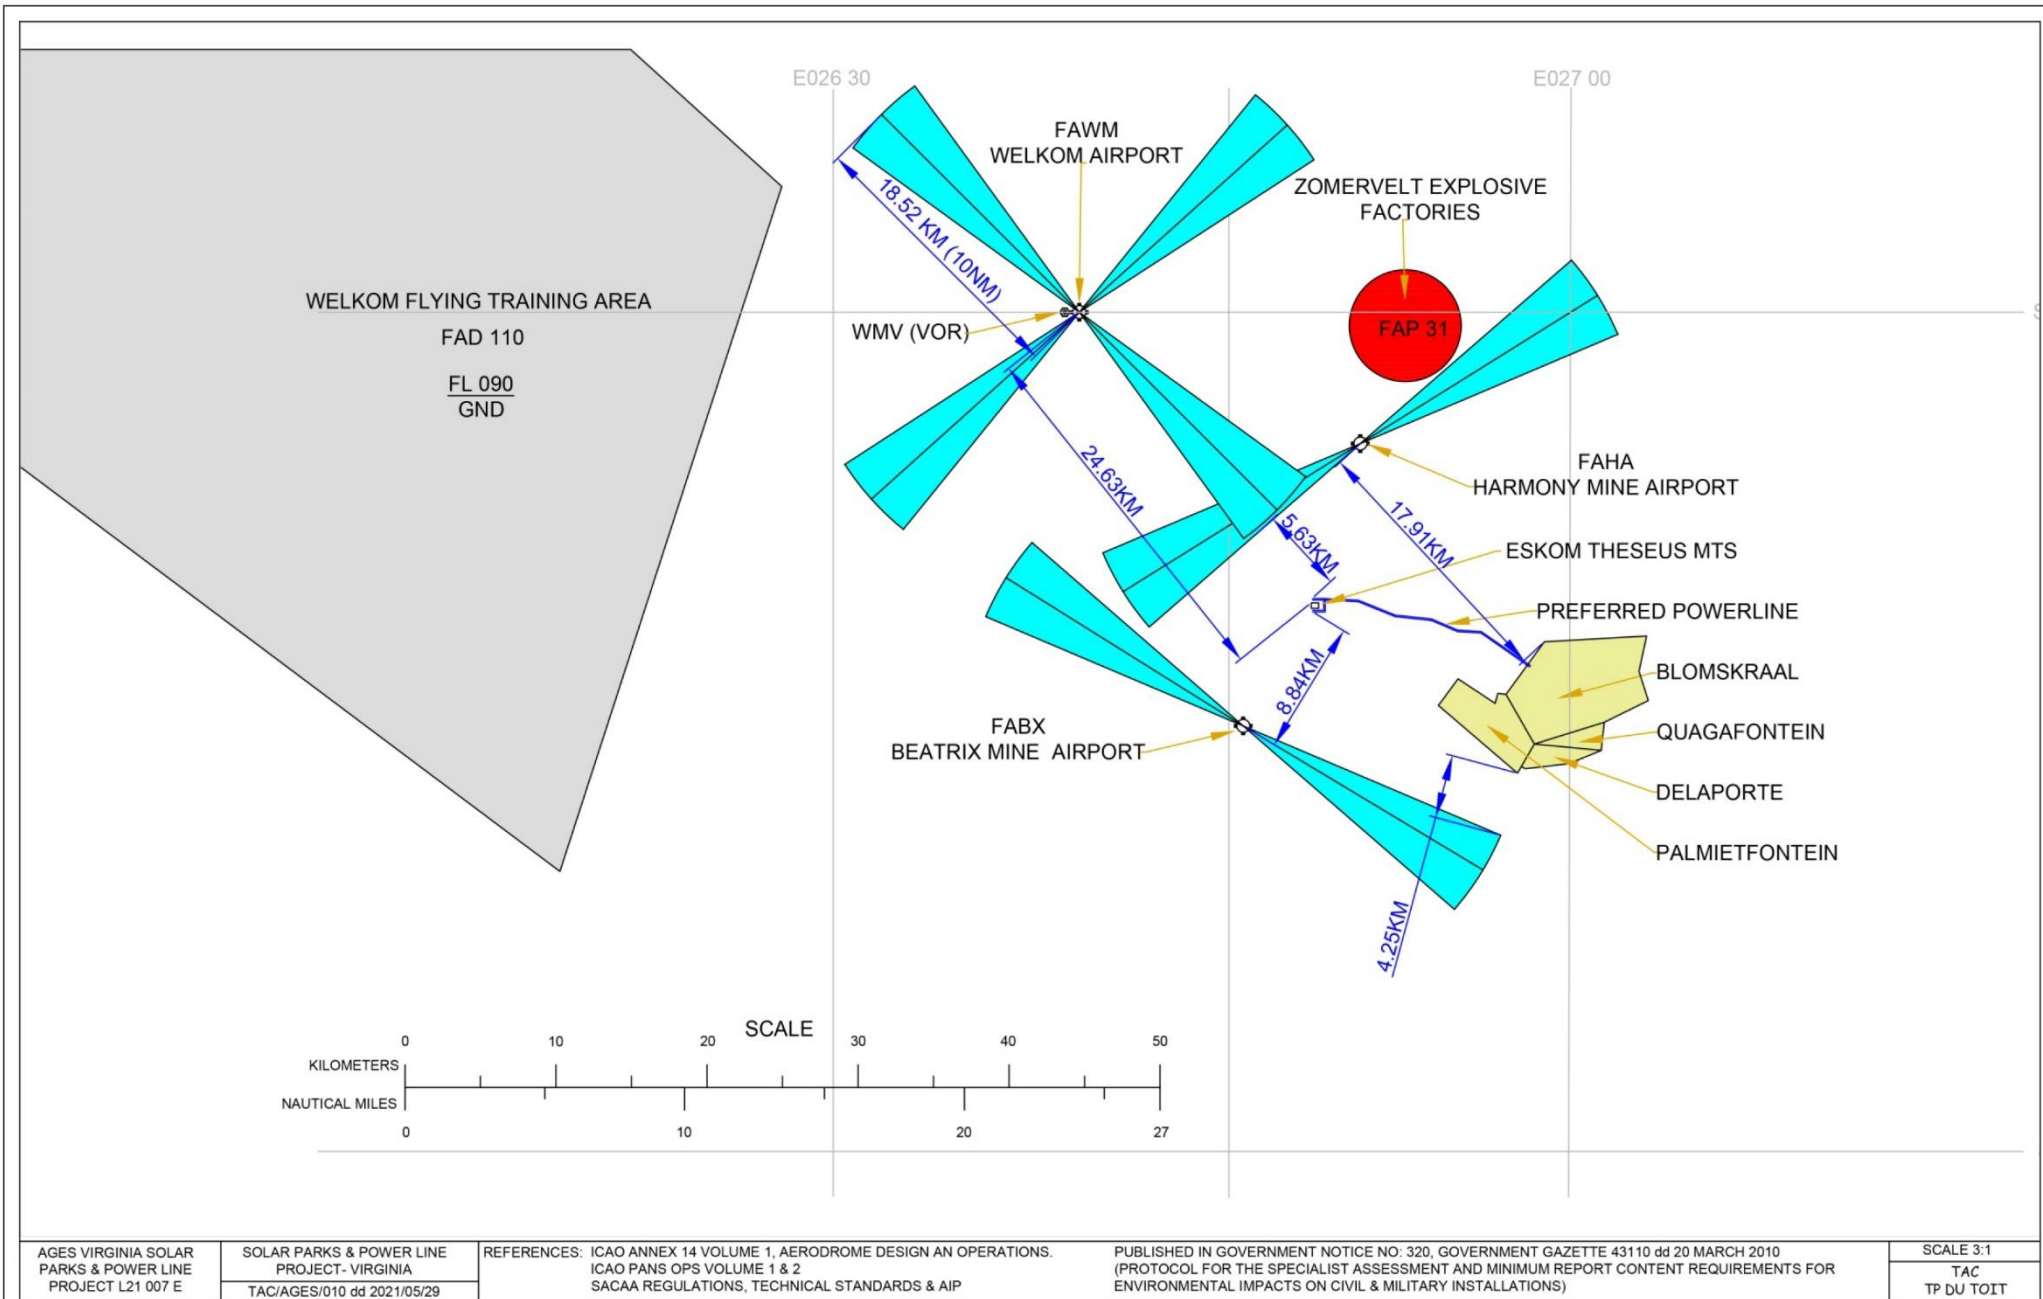 E026 30
E027 00
FAWM
WELKOM AIRPORT
ZOMERVELT EXPLOSIVE
FACTORIES
18.52 KM (10NM)
WELKOM FLYING TRAINING AREA
FAD 110
FL 090
GND
WMV (VOR)
FAP 31
24.63KM
FAHA
HARMONY MINE AIRPORT
17.91KM
5.63KM
ESKOM THESEUS MTS
PREFERRED POWERLINE
8.84KM
BLOMSKRAAL
FABX
BEATRIX MINE AIRPORT
QUAGAFONTEIN
DELAPORTE
PALMIETFONTEIN
4.25KM
SCALE
0 10 20 30 40 50
KILOMETERS
NAUTICAL MILES
0 10 20 27
AGES VIRGINIA SOLAR
PARKS & POWER LINE
PROJECT L21 007 E
SOLAR PARKS & POWER LINE
PROJECT- VIRGINIA
TAC/AGES/010 dd 2021/05/29
REFERENCES: ICAO ANNEX 14 VOLUME 1, AERODROME DESIGN AN OPERATIONS.
ICAO PANS OPS VOLUME 1 & 2
SACAA REGULATIONS, TECHNICAL STANDARDS & AIP
PUBLISHED IN GOVERNMENT NOTICE NO: 320, GOVERNMENT GAZETTE 43110 dd 20 MARCH 2010
(PROTOCOL FOR THE SPECIALIST ASSESSMENT AND MINIMUM REPORT CONTENT REQUIREMENTS FOR
ENVIRONMENTAL IMPACTS ON CIVIL & MILITARY INSTALLATIONS)
SCALE 3:1
TAC
TP DU TOIT